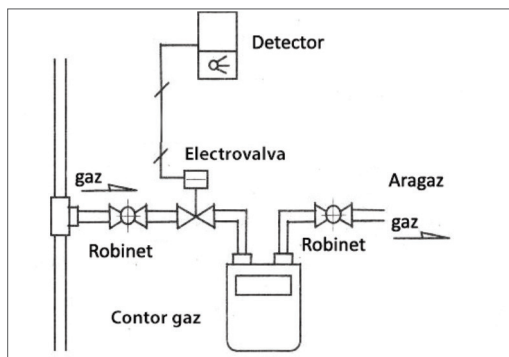 Detector
Electrovalva
gaz
Aragaz
gaz
Robinet
Robinet
Contor gaz